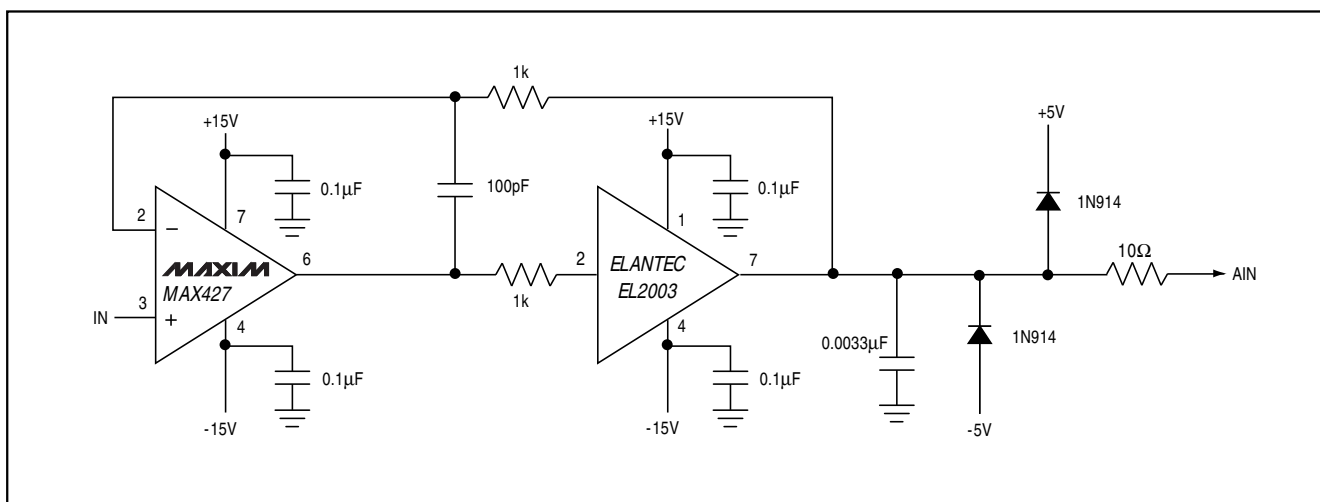 1k
+15V
+15V
+5V
0.1µF
100pF
0.1µF
1N914
2
7
1
−
6
2
7
10Ω
MAXIM
MAX427
ELANTEC
EL2003
AIN
IN
3
+
1k
4
4
0.0033µF
1N914
0.1µF
0.1µF
-15V
-15V
-5V